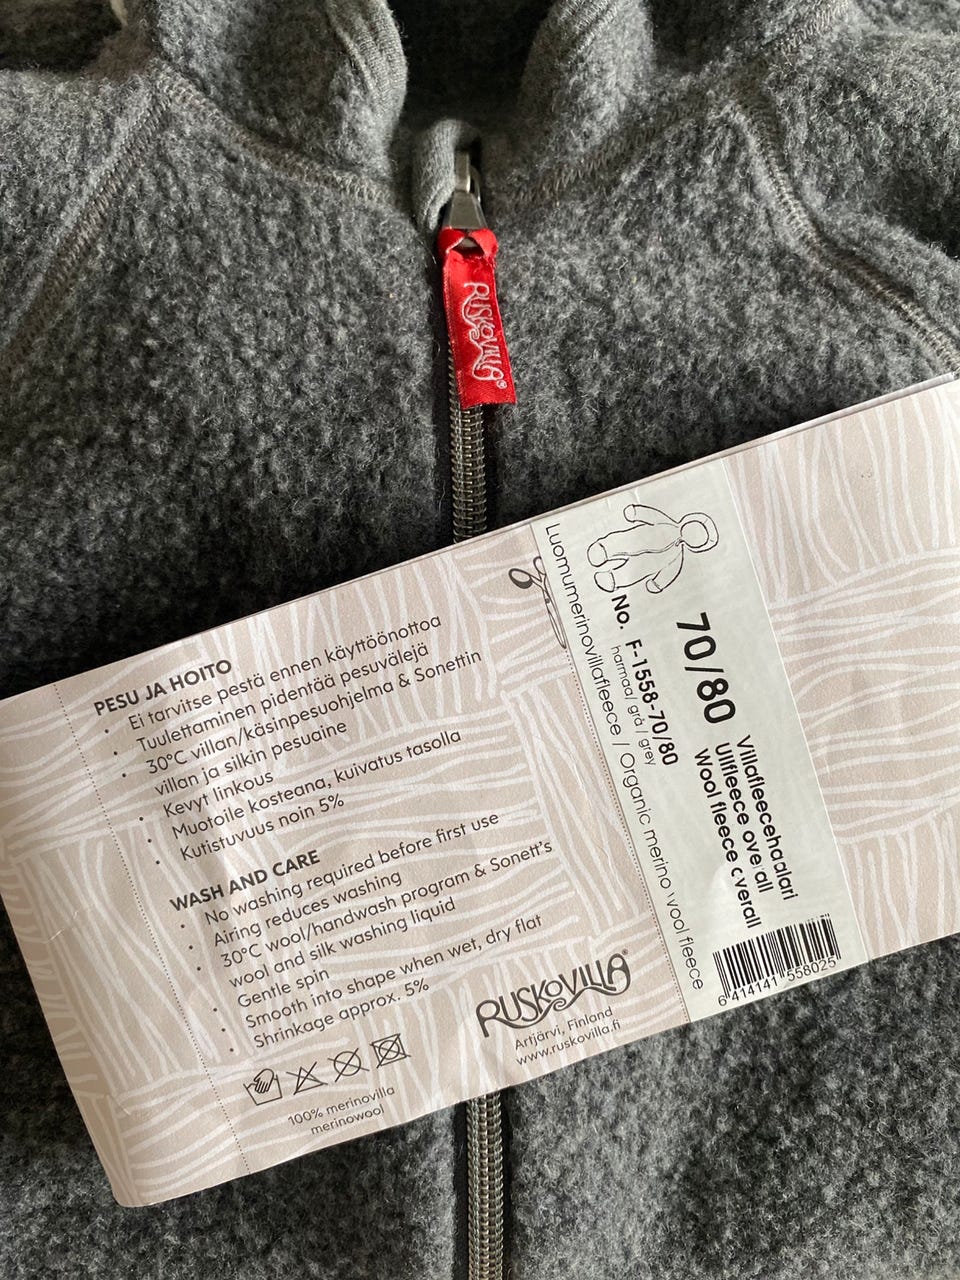 RUSKOVILLA®
PESU JA HOITO
• Ei tarvitse pestä ennen käyttöönottoa
• Tuulettaminen pidentää pesuvälejä
• 30°C villan/käsinpesuohjelma & Sonettin
villan ja silkin pesuaine
• Kevyt linkous
• Muotoile kosteana, kuivatus tasolla
• Kutistuvuus noin 5%
WASH AND CARE
• No washing required before first use
• Airing reduces washing
• 30°C wool/handwash program & Sonett's
wool and silk washing liquid
• Gentle spin
• Smooth into shape when wet, dry flat
• Shrinkage approx. 5%
100% merinovilla
merinowool
RUSKOVILLA®
Artjärvi, Finland
www.ruskovilla.fi
70/80
Villafleecehaalari
Ullfleece overall
Wool fleece overall
No. F-1558-70/80
harmaa/ grå / grey
Luomumerinovillafleece / Organic merino wool fleece
6 414141 558025